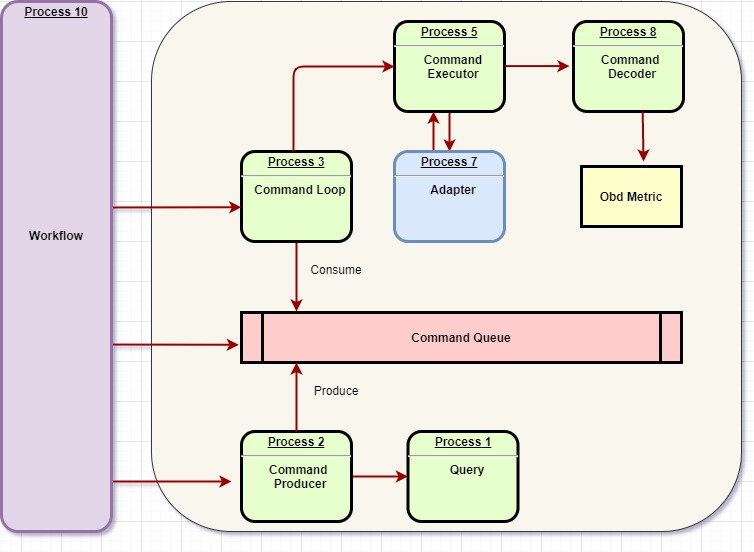 Process 10
Workflow
Process 5
Command
Executor
Process 8
Command
Decoder
Process 3
Command Loop
Process 7
Adapter
Obd Metric
Consume
Command Queue
Produce
Process 2
Command
Producer
Process 1
Query